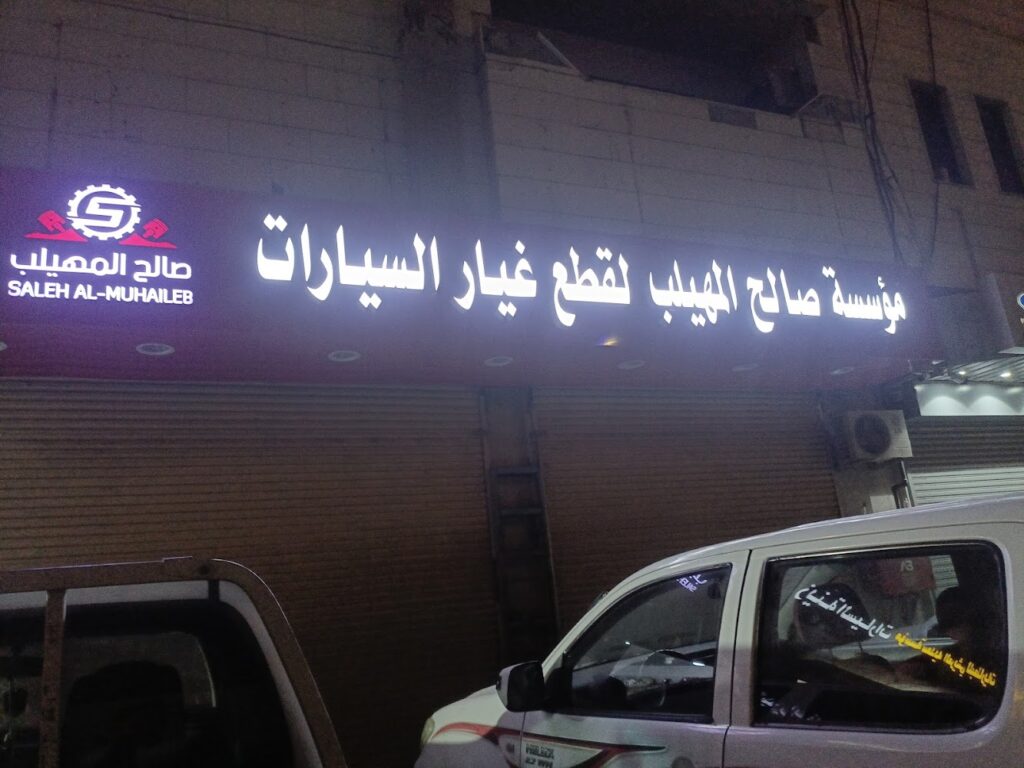 مؤسسة صالح المهيلب لقطع غيار السيارات
صالح المهيلب
SALEH AL-MUHAILEB